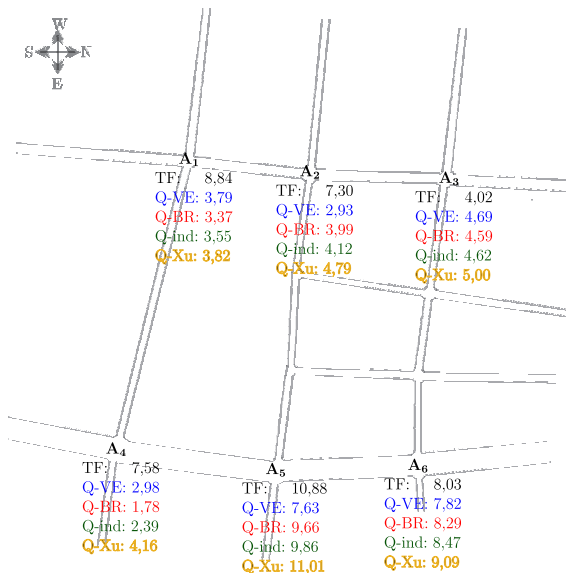 W
S N
E
A1
TF: 8,84
Q-VE: 3,79
Q-BR: 3,37
Q-ind: 3,55
Q-Xu: 3,82
A2
TF: 7,30
Q-VE: 2,93
Q-BR: 3,99
Q-ind: 4,12
Q-Xu: 4,79
A3
TF: 4,02
Q-VE: 4,69
Q-BR: 4,59
Q-ind: 4,62
Q-Xu: 5,00
A4
TF: 7,58
Q-VE: 2,98
Q-BR: 1,78
Q-ind: 2,39
Q-Xu: 4,16
A5
TF: 10,88
Q-VE: 7,63
Q-BR: 9,66
Q-ind: 9,86
Q-Xu: 11,01
A6
TF: 8,03
Q-VE: 7,82
Q-BR: 8,29
Q-ind: 8,47
Q-Xu: 9,09